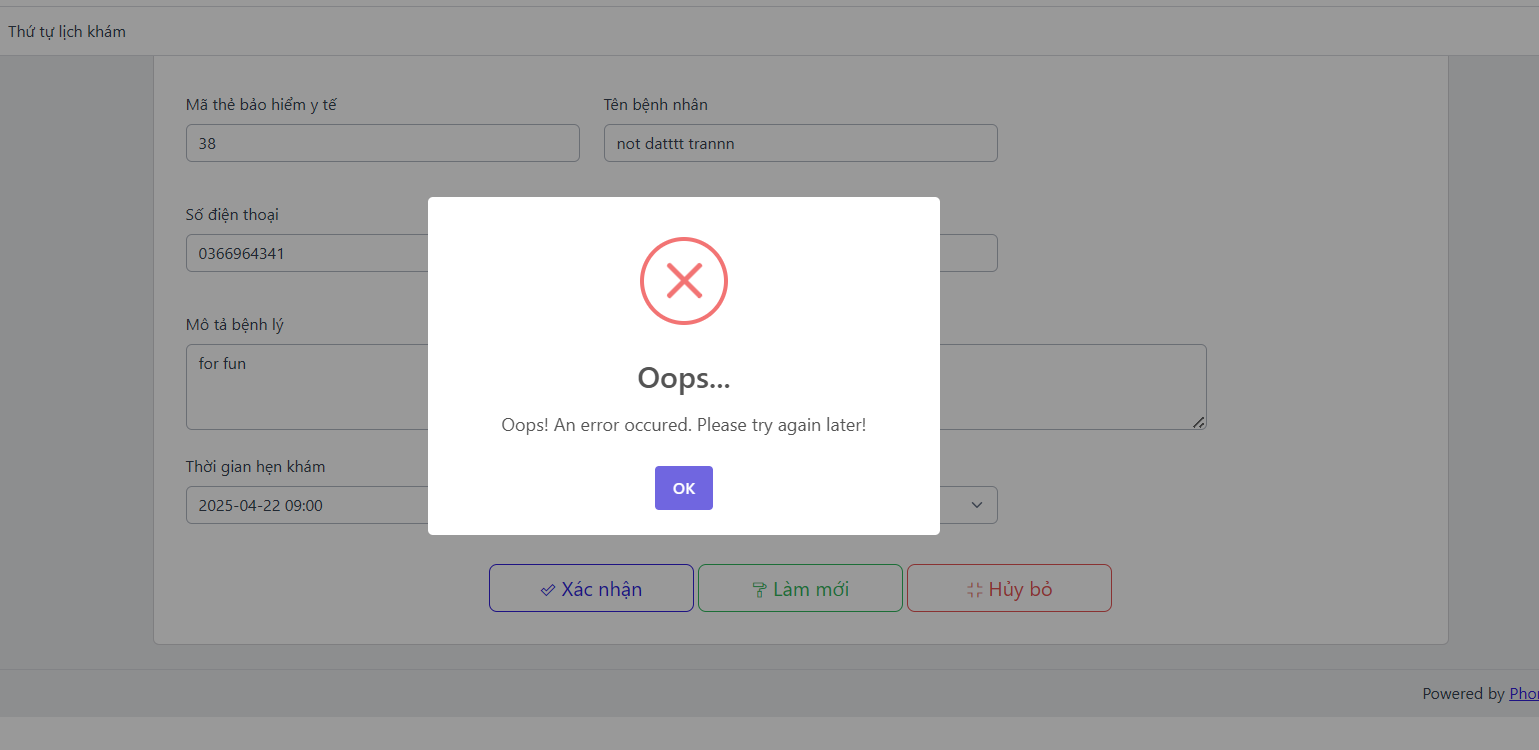 Thứ tự lịch khám
Mã thẻ bảo hiểm y tế
Tên bệnh nhân
38
not datttt trannn
Số điện thoại
0366964341
Mô tả bệnh lý
for fun
Oops...
Oops! An error occured. Please try again later!
OK
Thời gian hẹn khám
2025-04-22 09:00
Xác nhận
Làm mới
Hủy bỏ
Powered by